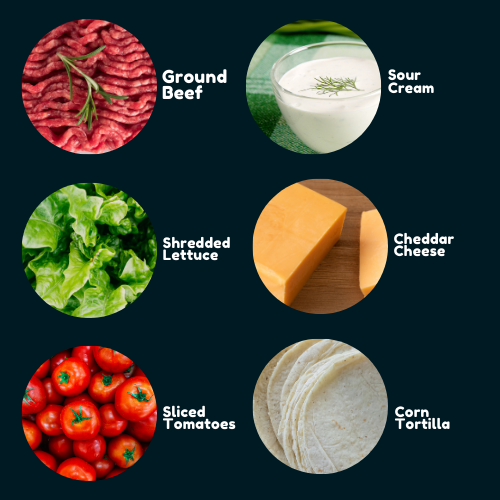 Ground
Beef
Sour
Cream
Shredded
Lettuce
Cheddar
Cheese
Sliced
Tomatoes
Corn
Tortilla